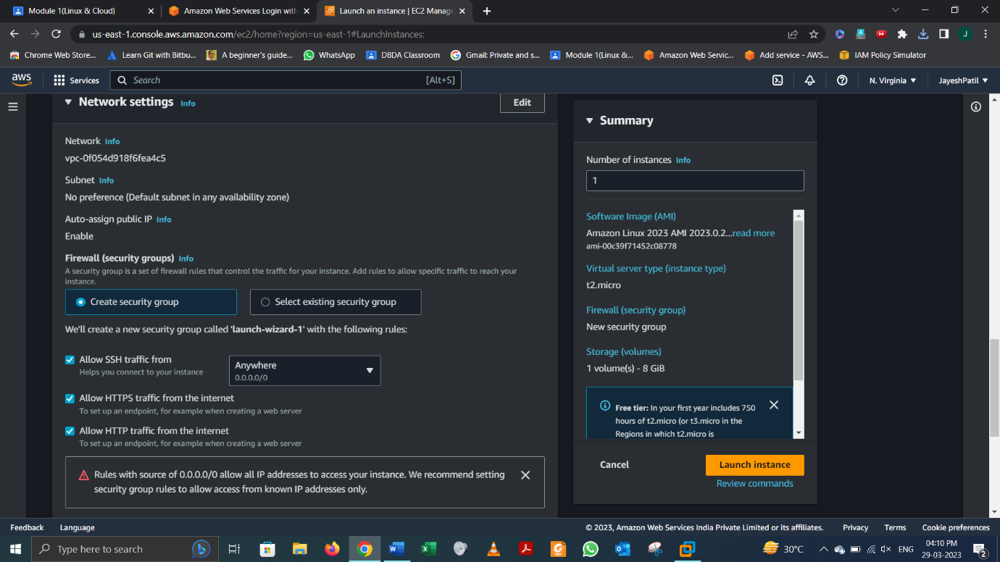 Module 1(Linux & Cloud)
Amazon Web Services Login with
Launch an instance | EC2 Manage
us-east-1.console.aws.amazon.com/ec2/home?region=us-east-1#LaunchInstances:
J
Chrome Web Store...
Learn Git with Bitbu...
A beginner's guide...
WhatsApp
DBDA Classroom
Gmail: Private and s...
Module 1(Linux &...
Amazon Web Servic...
Add service - AWS...
IAM Policy Simulator
aws
Services
Search
[Alt+S]
N. Virginia
JayeshPatil
Network settings Info
Edit
Network Info
vpc-0f054d918f6fea4c5
Subnet Info
No preference (Default subnet in any availability zone)
Auto-assign public IP Info
Enable
Firewall (security groups) Info
A security group is a set of firewall rules that control the traffic for your instance. Add rules to allow specific traffic to reach your
instance.
Create security group
Select existing security group
We'll create a new security group called 'launch-wizard-1' with the following rules:
Allow SSH traffic from
Helps you connect to your instance
Anywhere
0.0.0.0/0
Allow HTTPS traffic from the internet
To set up an endpoint, for example when creating a web server
Allow HTTP traffic from the internet
To set up an endpoint, for example when creating a web server
Rules with source of 0.0.0.0/0 allow all IP addresses to access your instance. We recommend setting
security group rules to allow access from known IP addresses only.
Summary
Number of instances Info
1
Software Image (AMI)
Amazon Linux 2023 AMI 2023.0.2...read more
ami-00c39f71452c08778
Virtual server type (instance type)
t2.micro
Firewall (security group)
New security group
Storage (volumes)
1 volume(s) - 8 GiB
Free tier: In your first year includes 750
hours of t2.micro (or t3.micro in the
Regions in which t2.micro is
Cancel
Launch instance
Review commands
Feedback
Language
© 2023, Amazon Web Services India Private Limited or its affiliates.
Privacy
Terms
Cookie preferences
Type here to search
30°C
ENG
04:10 PM
29-03-2023
2